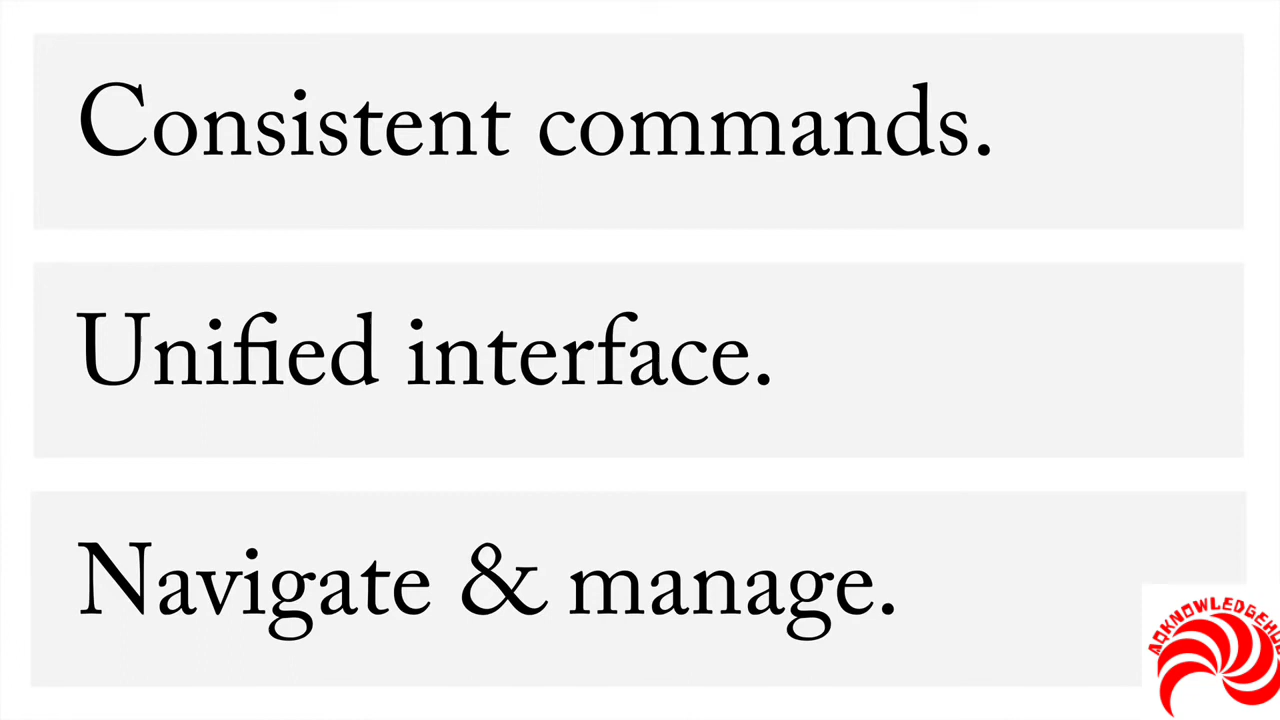 Consistent commands.
Unified interface.
Navigate & manage.